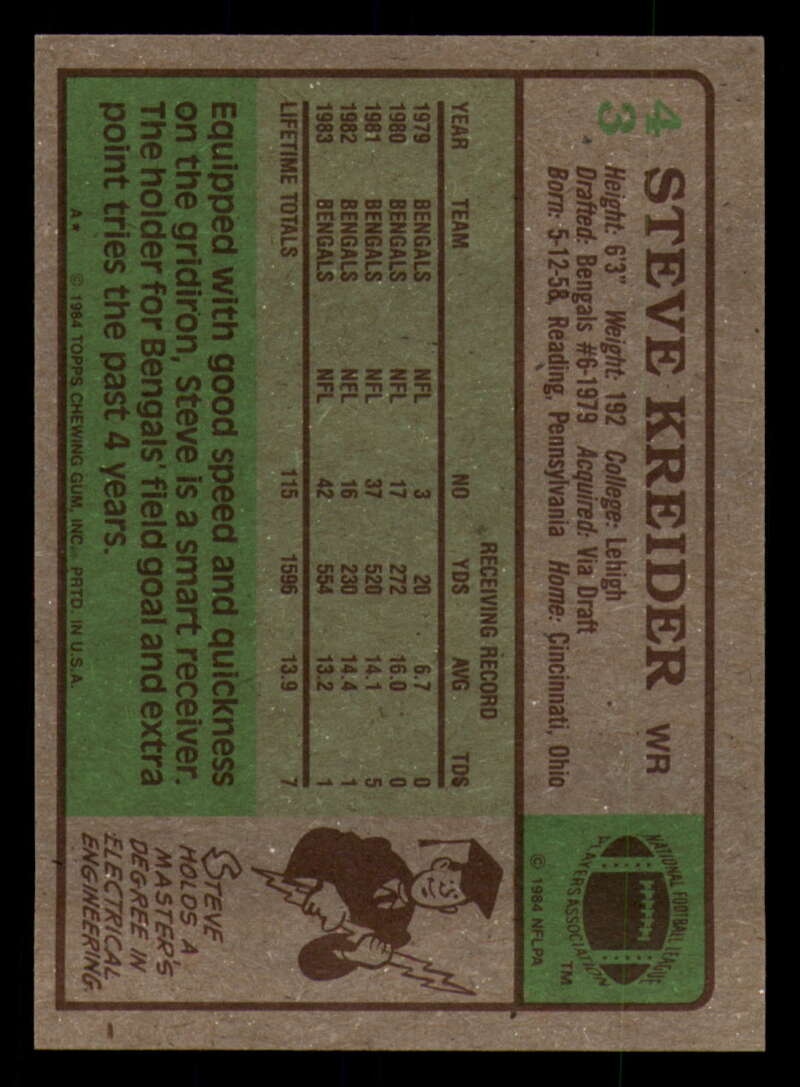 43
STEVE KREIDER WR
Height: 6'3" Weight: 192 College: Lehigh
Drafted: Bengals #6-1979 Acquired: Via Draft
Born: 5-12-58, Reading, Pennsylvania Home: Cincinnati, Ohio
NATIONAL FOOTBALL LEAGUE
PLAYERS ASSOCIATION
TM
© 1984 NFLPA
RECEIVING RECORD
YEAR TEAM NO YDS AVG TDS
1979 BENGALS NFL 3 20 6.7 0
1980 BENGALS NFL 17 272 16.0 0
1981 BENGALS NFL 37 520 14.1 5
1982 BENGALS NFL 16 230 14.4 1
1983 BENGALS NFL 42 554 13.2 1
LIFETIME TOTALS 115 1596 13.9 7
Equipped with good speed and quickness
on the gridiron, Steve is a smart receiver.
The holder for Bengals' field goal and extra
point tries the past 4 years.
A* © 1984 TOPPS CHEWING GUM, INC. PRTD. IN U.S.A.
STEVE
HOLDS A
MASTER'S
DEGREE IN
ELECTRICAL
ENGINEERING.